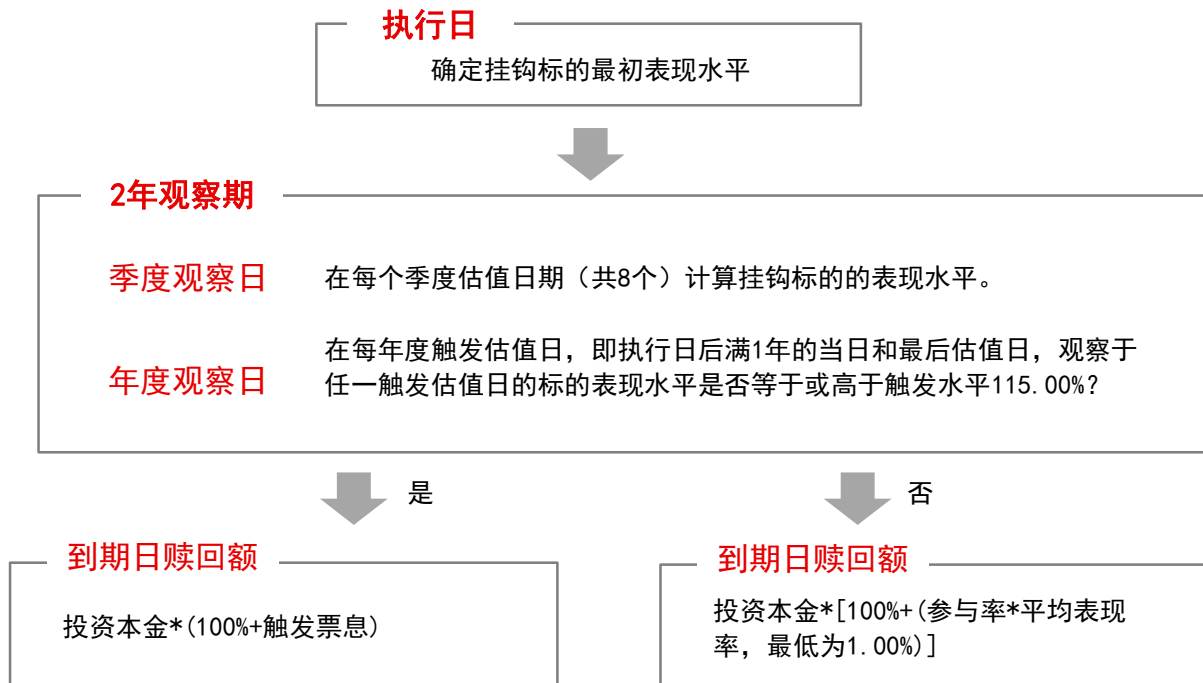 执行日
确定挂钩标的最初表现水平
2年观察期
季度观察日
在每个季度估值日期（共8个）计算挂钩标的的表现水平。
年度观察日
在每年度触发估值日，即执行日后满1年的当日和最后估值日，观察于
任一触发估值日的标的表现水平是否等于或高于触发水平115.00%?
是
否
到期日赎回额
投资本金*(100%+触发票息)
到期日赎回额
投资本金*[100%+(参与率*平均表现
率，最低为1.00%)]